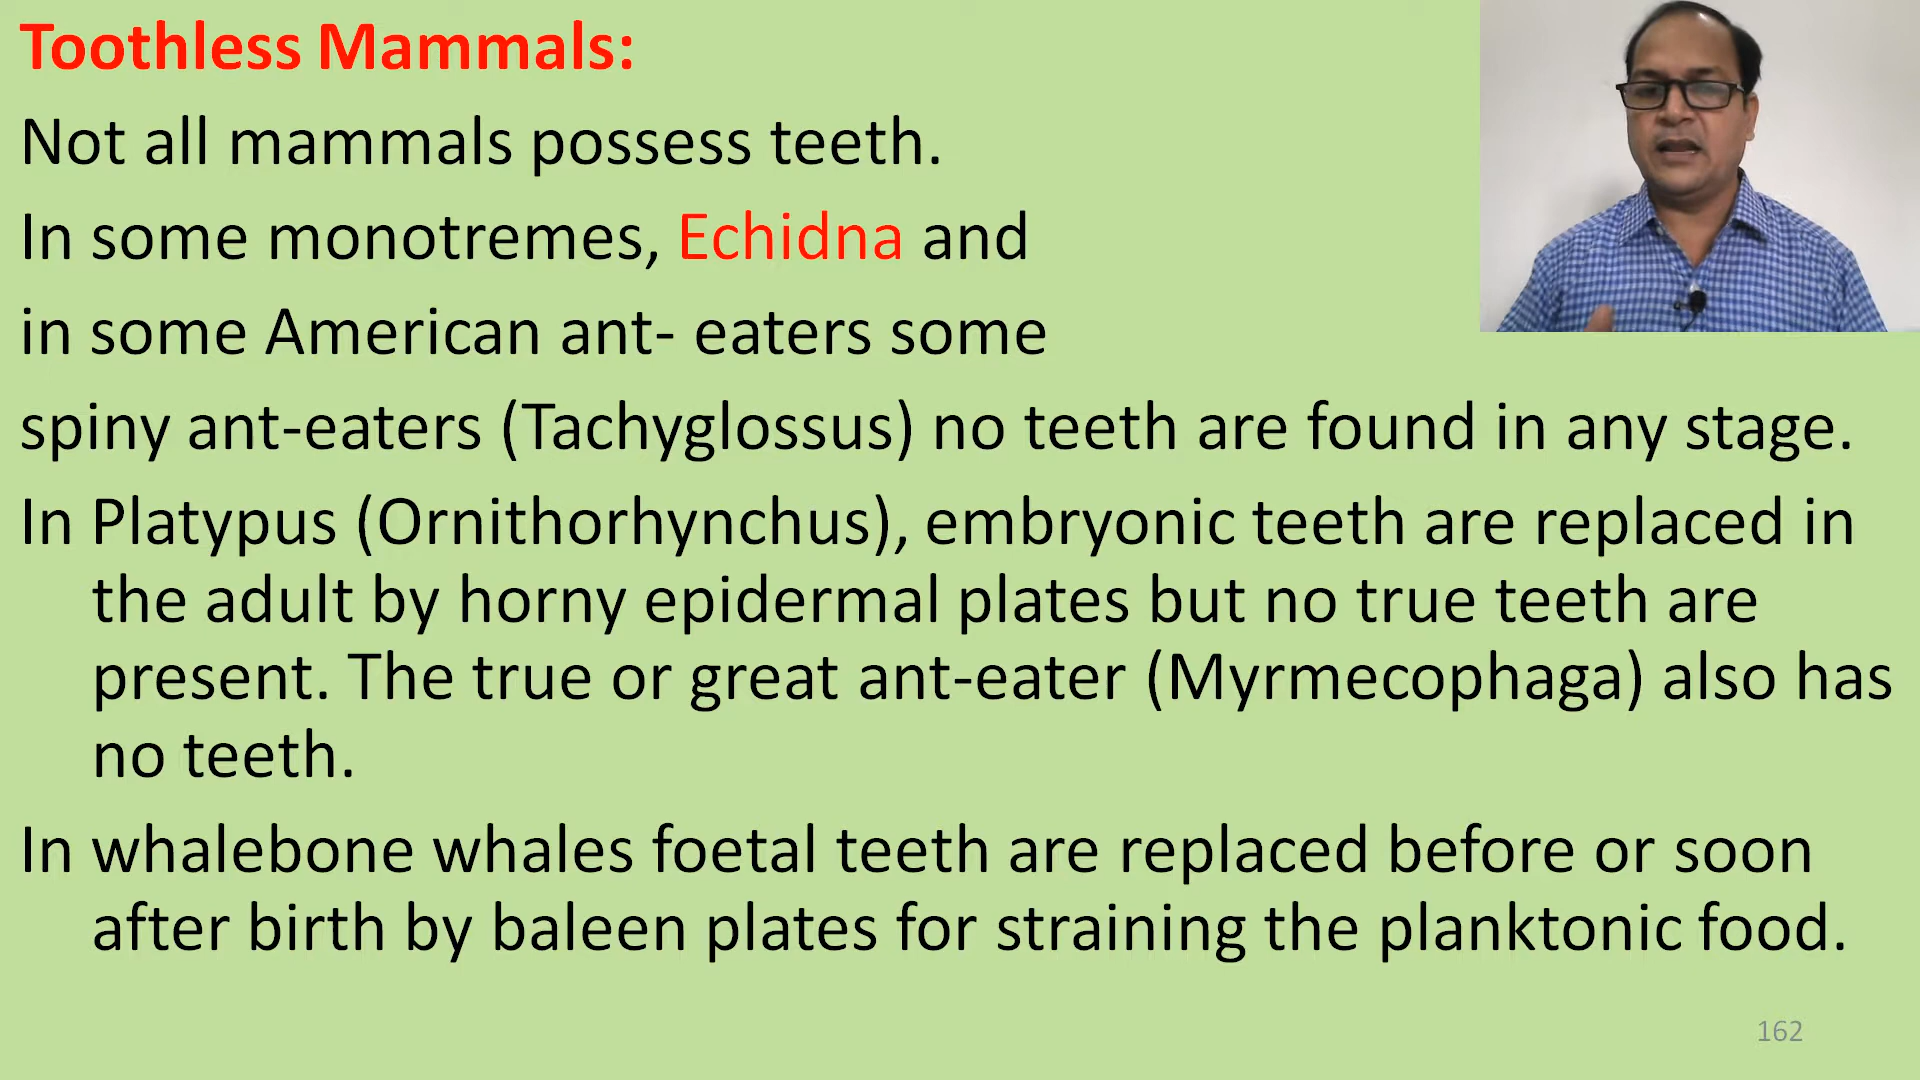 Toothless Mammals:
Not all mammals possess teeth.
In some monotremes, Echidna and
in some American ant- eaters some
spiny ant-eaters (Tachyglossus) no teeth are found in any stage.
In Platypus (Ornithorhynchus), embryonic teeth are replaced in
the adult by horny epidermal plates but no true teeth are
present. The true or great ant-eater (Myrmecophaga) also has
no teeth.
In whalebone whales foetal teeth are replaced before or soon
after birth by baleen plates for straining the planktonic food.
162